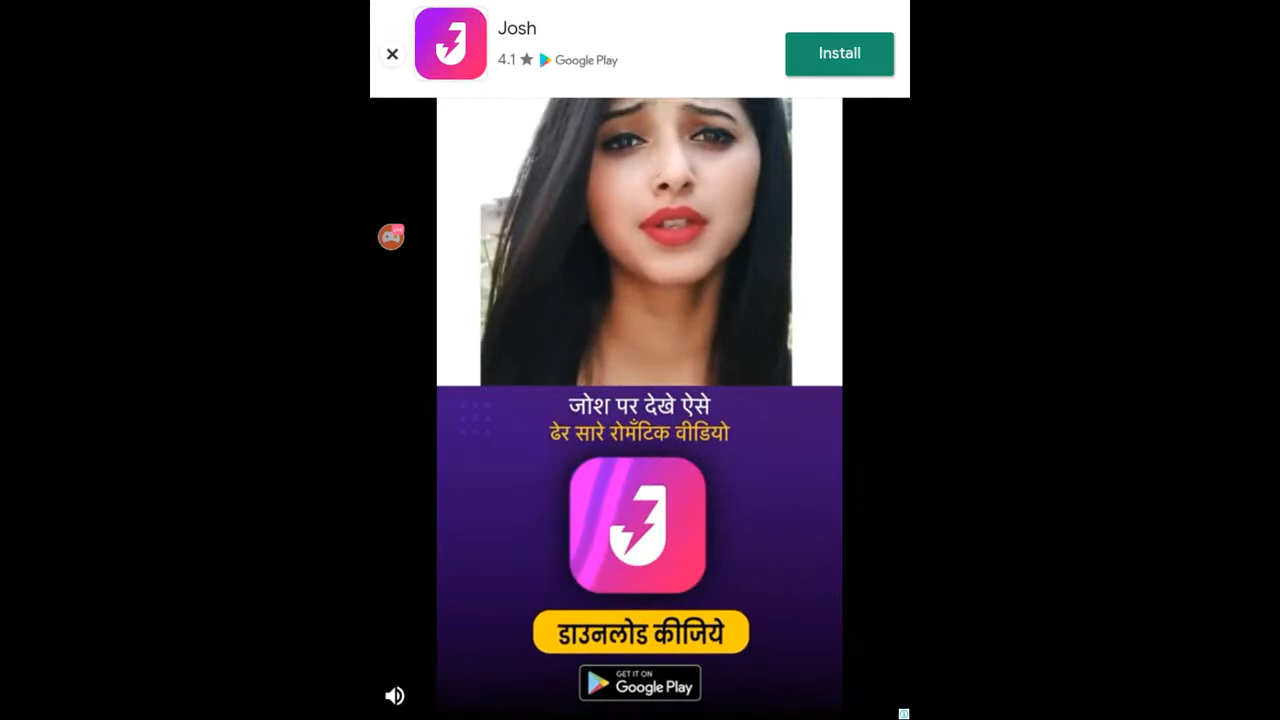 Josh
4.1 ★ Google Play
Install
जोश पर देखे ऐसे
ढेर सारे रोमँटिक वीडियो
डाउनलोड कीजिये
GET IT ON
Google Play